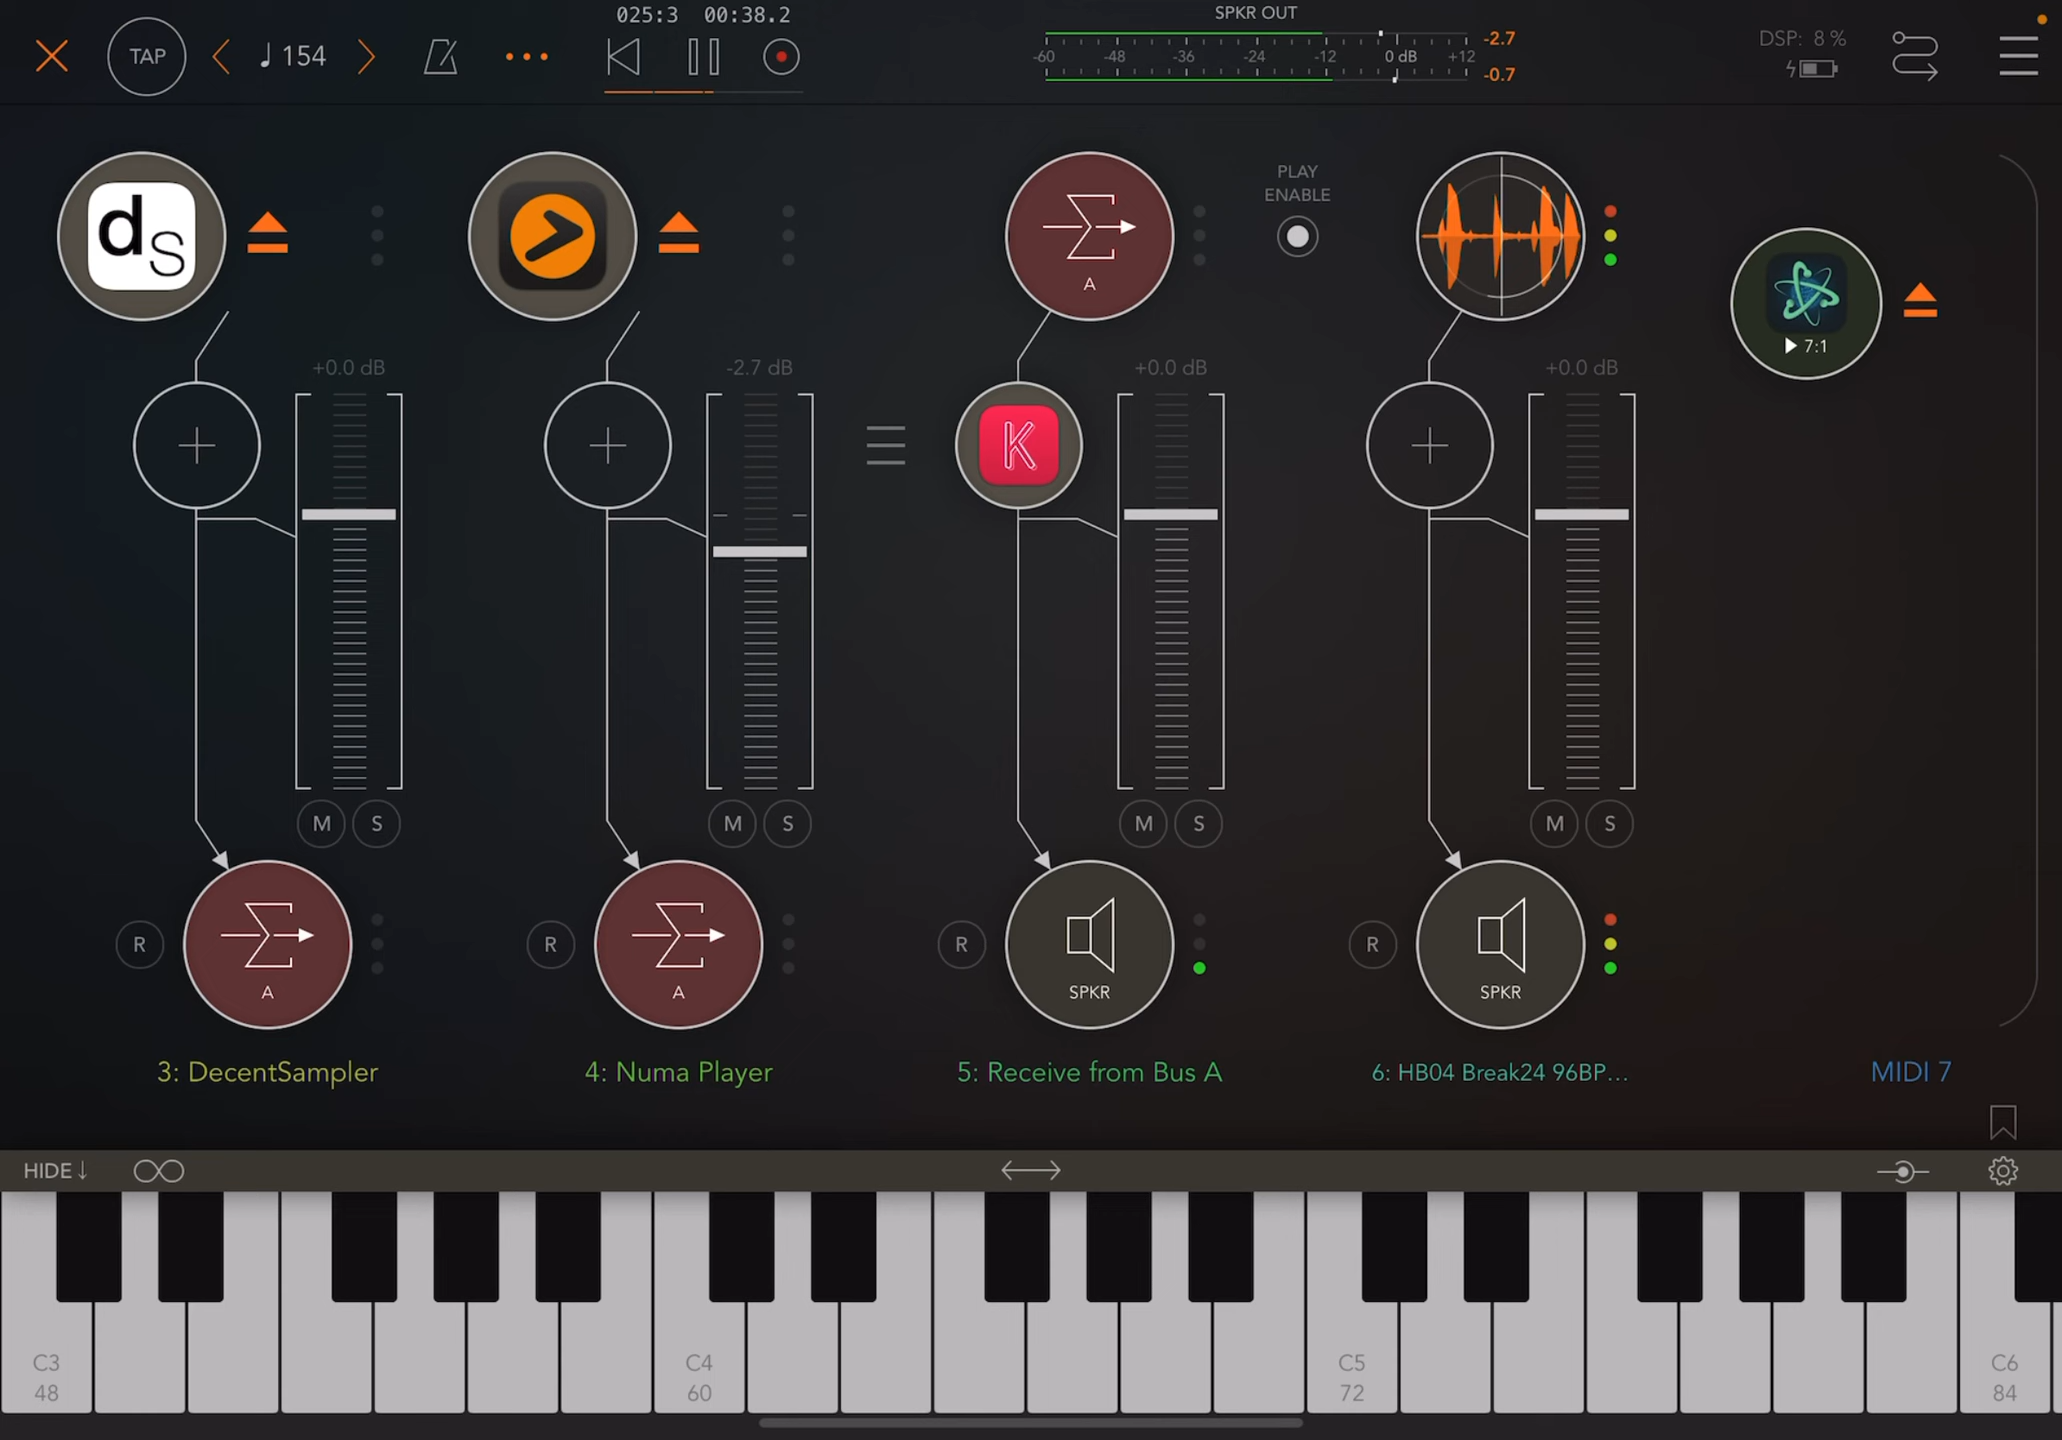 025:3 00:38.2
SPKR OUT
TAP
154
-60 -48 -36 -24 -12 0 dB +12
-2.7
-0.7
DSP: 8 %
dS
A
PLAY
ENABLE
7:1
+0.0 dB
-2.7 dB
+0.0 dB
+0.0 dB
K
M S
M S
M S
M S
R
A
R
A
R
SPKR
R
SPKR
3: DecentSampler
4: Numa Player
5: Receive from Bus A
6: HB04 Break24 96BP...
MIDI 7
HIDE↓
C3
48
C4
60
C5
72
C6
84